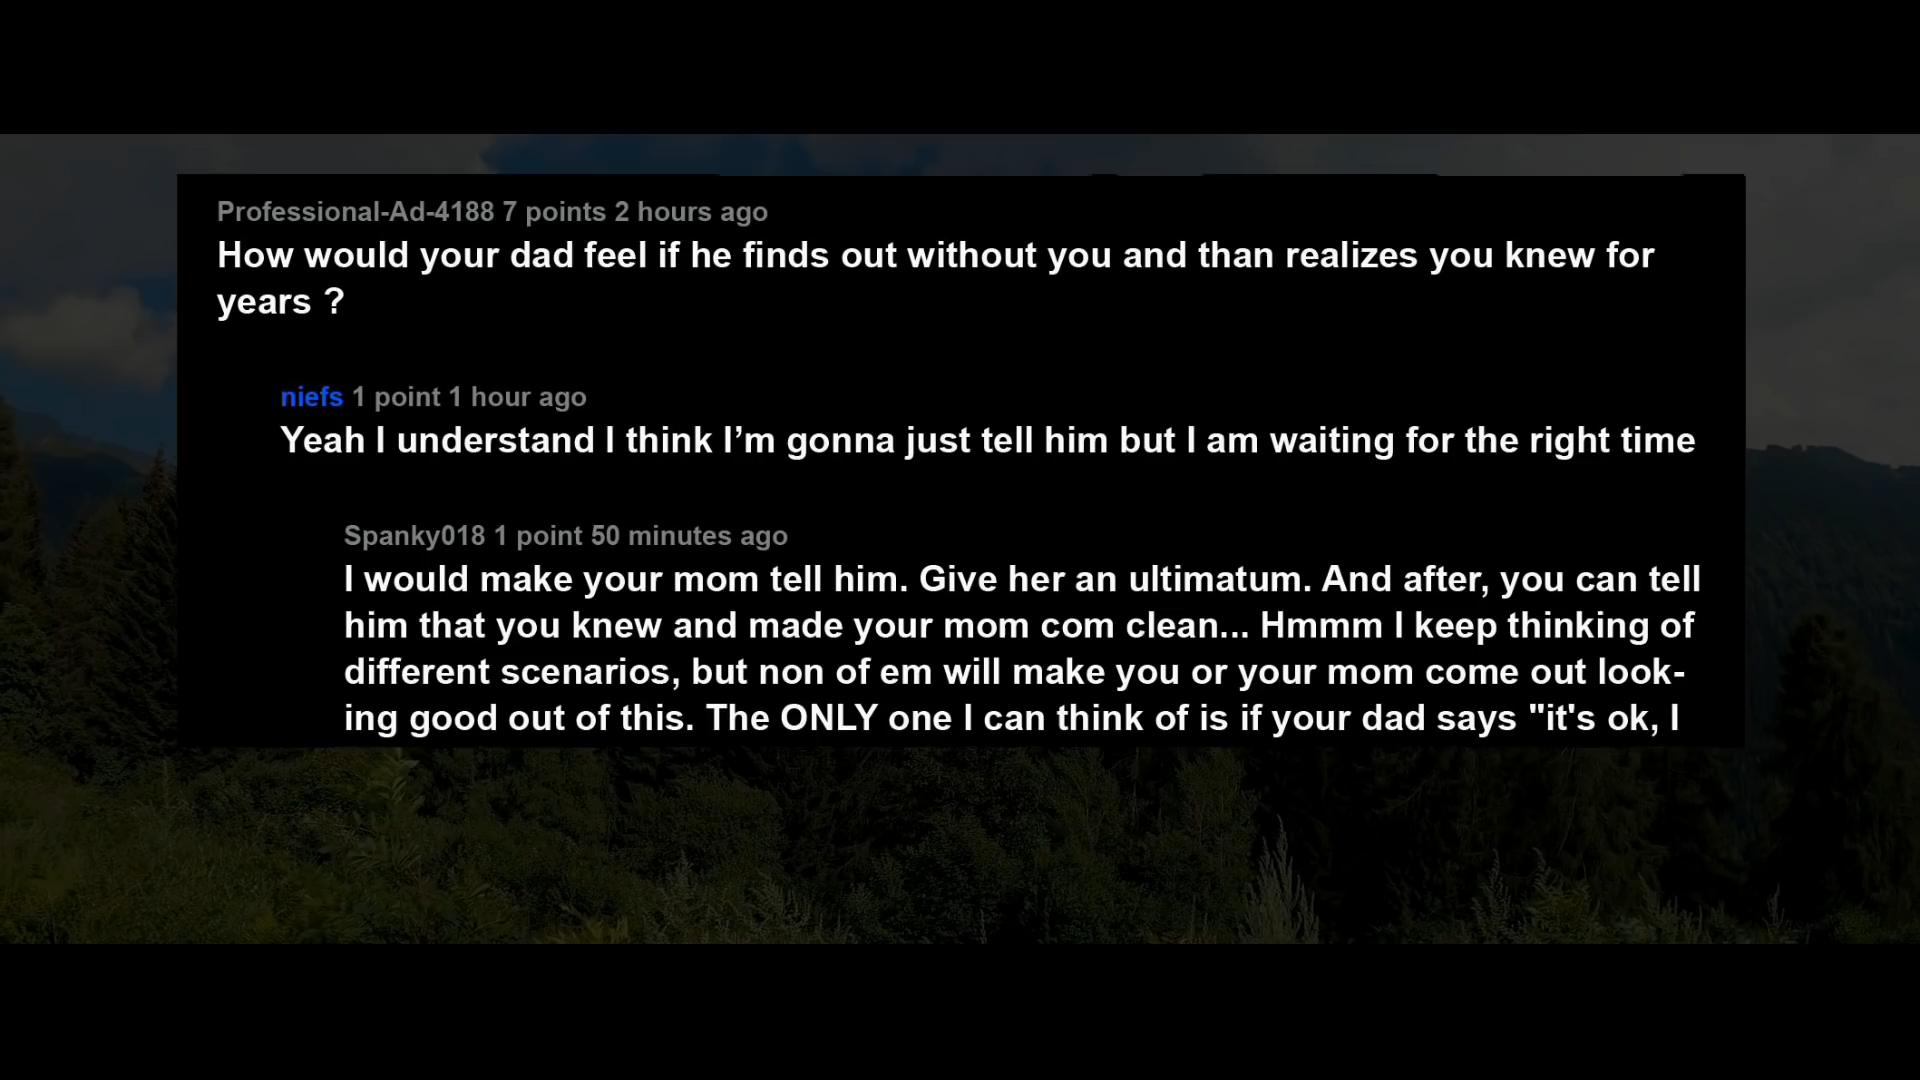 Professional-Ad-4188 7 points 2 hours ago
How would your dad feel if he finds out without you and than realizes you knew for
years ?
niefs 1 point 1 hour ago
Yeah I understand I think I’m gonna just tell him but I am waiting for the right time
Spanky018 1 point 50 minutes ago
I would make your mom tell him. Give her an ultimatum. And after, you can tell
him that you knew and made your mom com clean... Hmmm I keep thinking of
different scenarios, but non of em will make you or your mom come out look-
ing good out of this. The ONLY one I can think of is if your dad says "it's ok, I